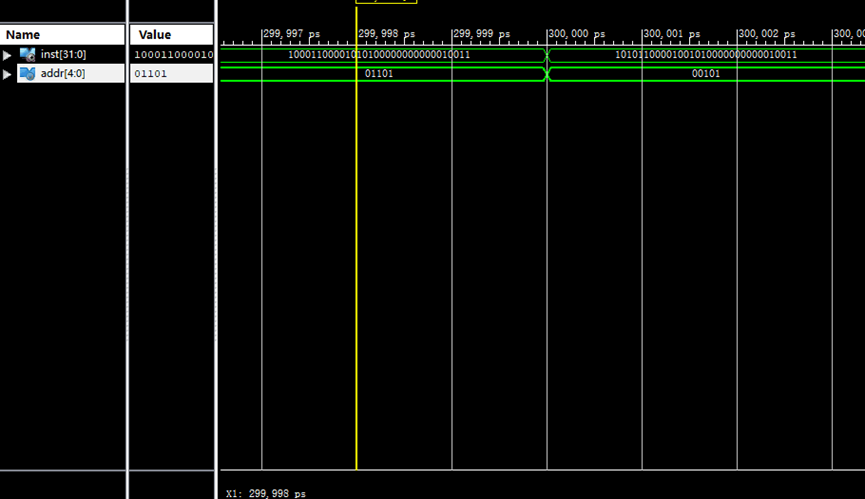 Name
Value
299,997 ps
299,998 ps
299,999 ps
300,000 ps
300,001 ps
300,002 ps
300,00
inst[31:0]
100011000010
10001100001010100000000000010011
10101100001001010000000000010011
addr[4:0]
01101
01101
00101
X1: 299,998 ps